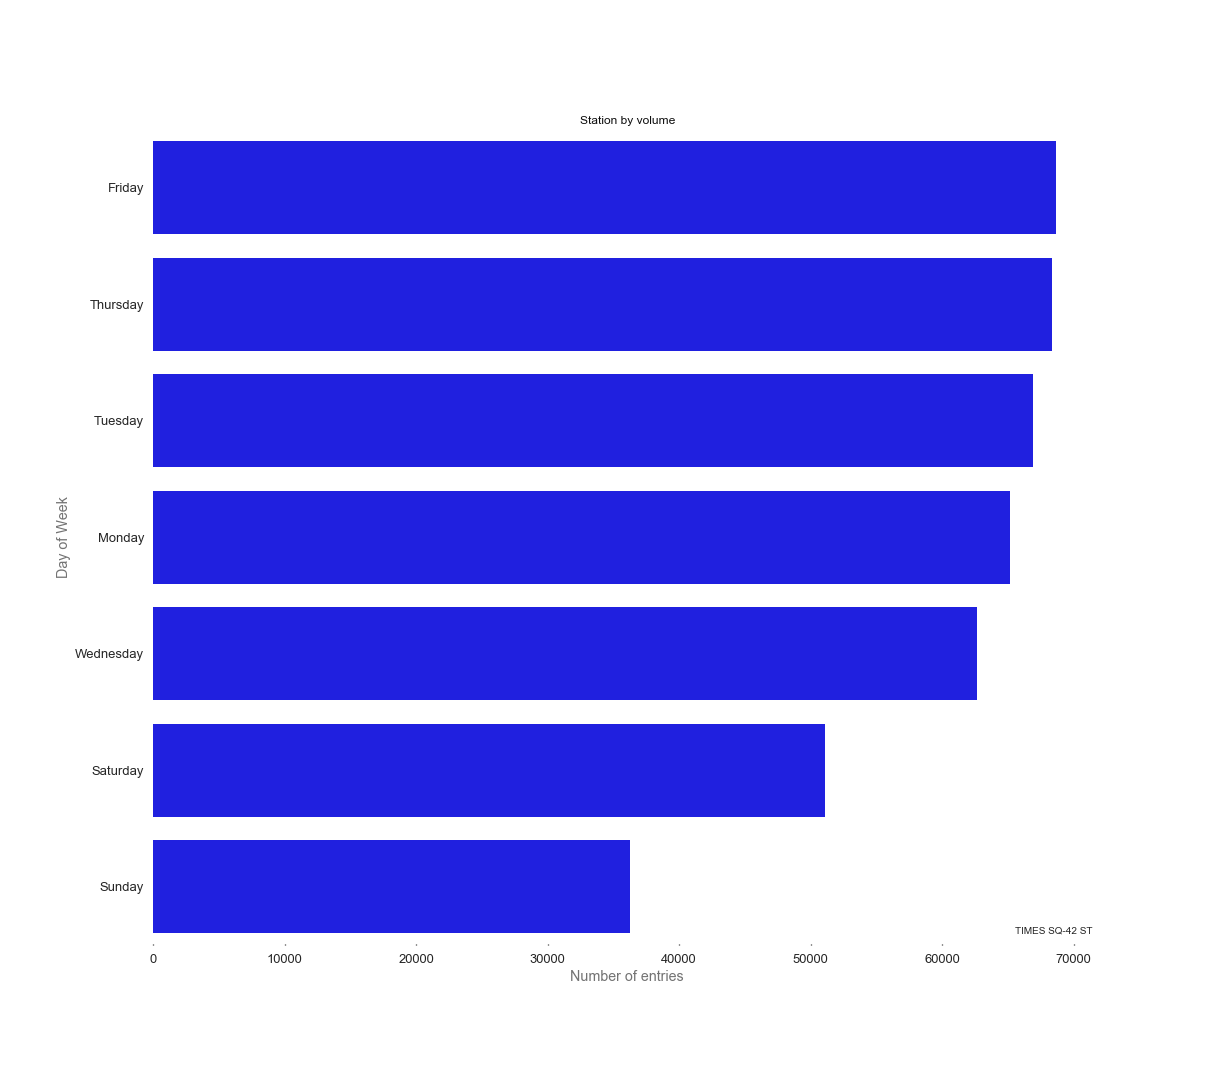 Station by volume
Friday
Thursday
Tuesday
Monday
Day of Week
Wednesday
Saturday
Sunday
TIMES SQ-42 ST
0 10000 20000 30000 40000 50000 60000 70000
Number of entries